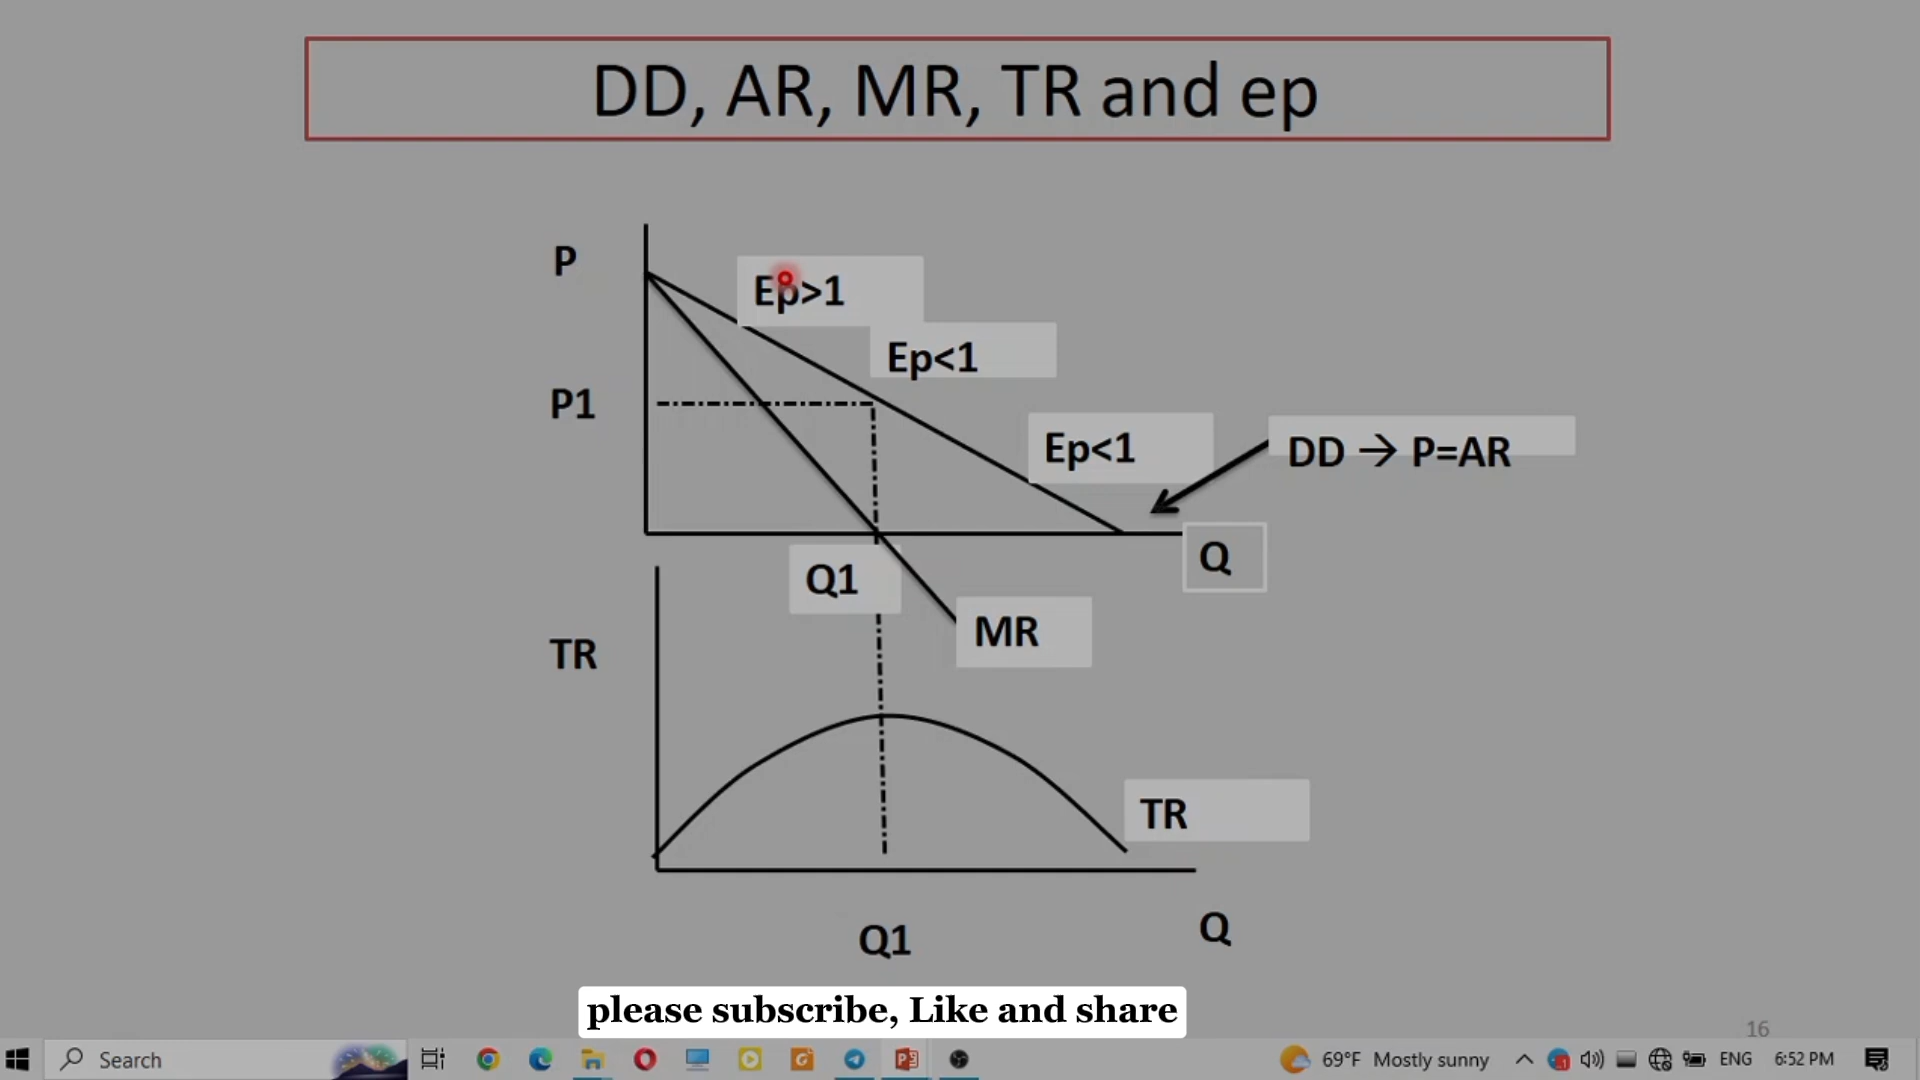 DD, AR, MR, TR and ep
P
Ep>1
Ep<1
P1
Ep<1
DD → P=AR
Q
Q1
MR
TR
TR
Q1
Q
please subscribe, Like and share
16
Search
69°F Mostly sunny
ENG
6:52 PM